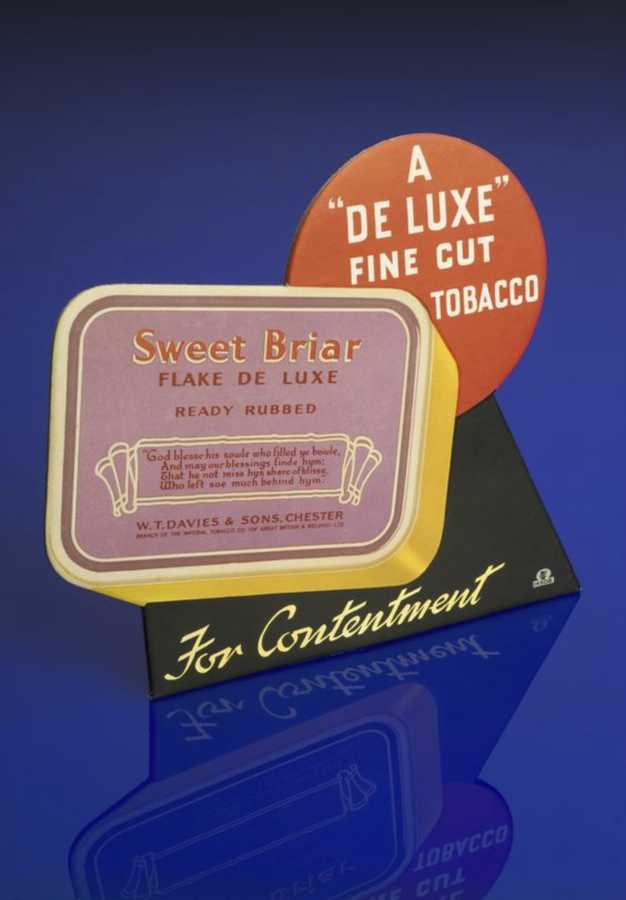 A
“DE LUXE”
FINE CUT
TOBACCO
Sweet Briar
FLAKE DE LUXE
READY RUBBED
“God blesse his soule who filled ye bowle,
And may our blessings finde hym;
That he not miss hys share of blisse,
Who left soe much behind hym.”
W.T. DAVIES & SONS, CHESTER
BRANCH OF THE IMPERIAL TOBACCO CO. (OF GREAT BRITAIN & IRELAND), LTD.
For Contentment